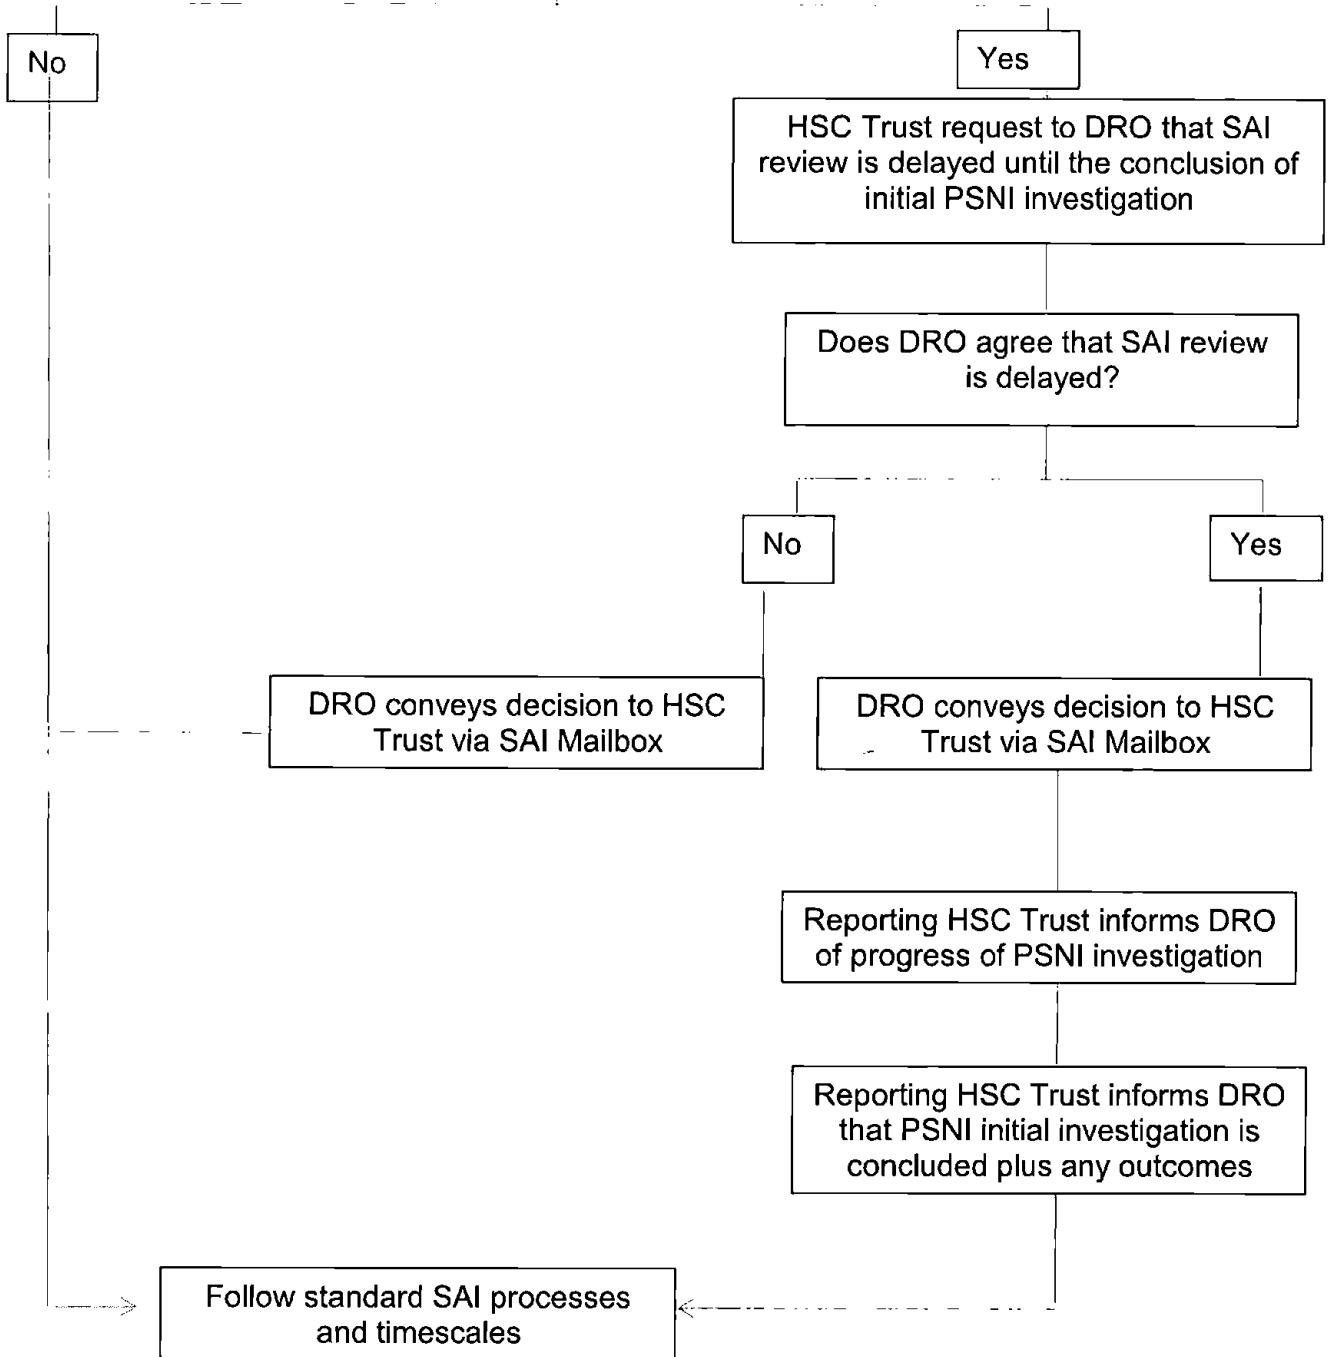 No
Yes
HSC Trust request to DRO that SAI
review is delayed until the conclusion of
initial PSNI investigation
Does DRO agree that SAI review
is delayed?
No
Yes
DRO conveys decision to HSC
Trust via SAI Mailbox
DRO conveys decision to HSC
Trust via SAI Mailbox
Reporting HSC Trust informs DRO
of progress of PSNI investigation
Reporting HSC Trust informs DRO
that PSNI initial investigation is
concluded plus any outcomes
Follow standard SAI processes
and timescales